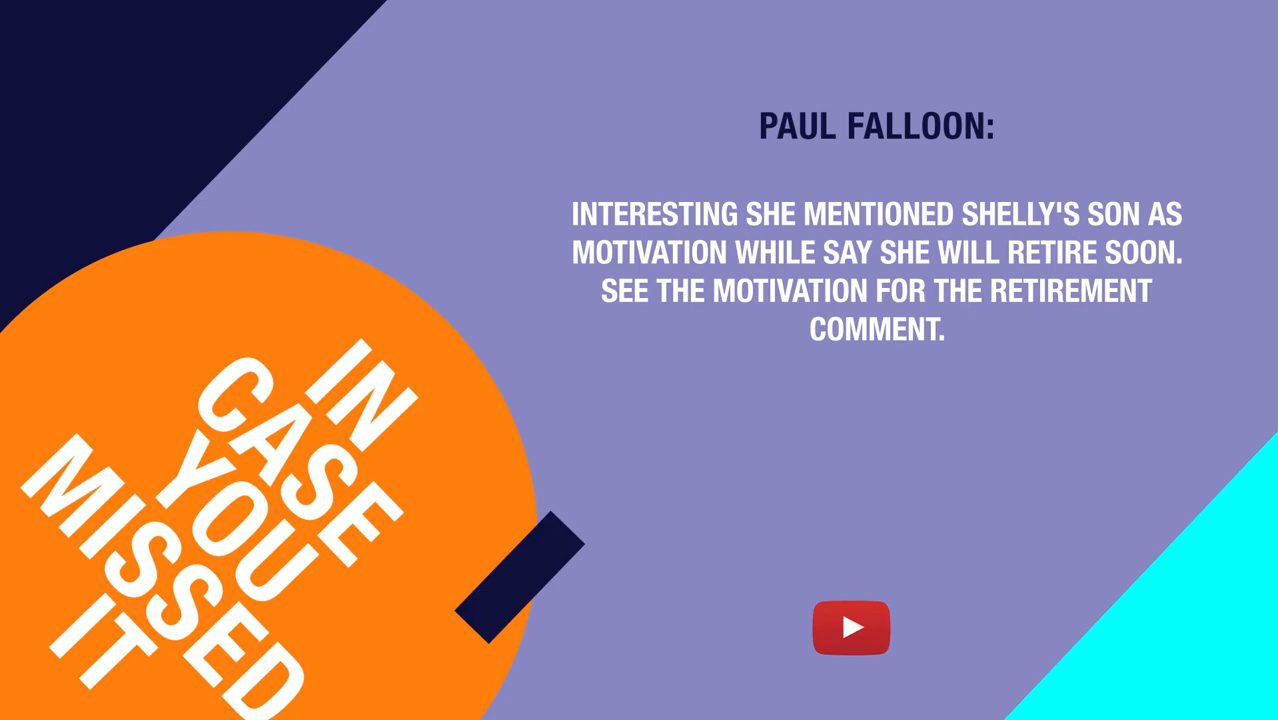 PAUL FALLOON:
INTERESTING SHE MENTIONED SHELLY'S SON AS
MOTIVATION WHILE SAY SHE WILL RETIRE SOON.
SEE THE MOTIVATION FOR THE RETIREMENT
COMMENT.
IN
CASE
YOU
MISSED
IT